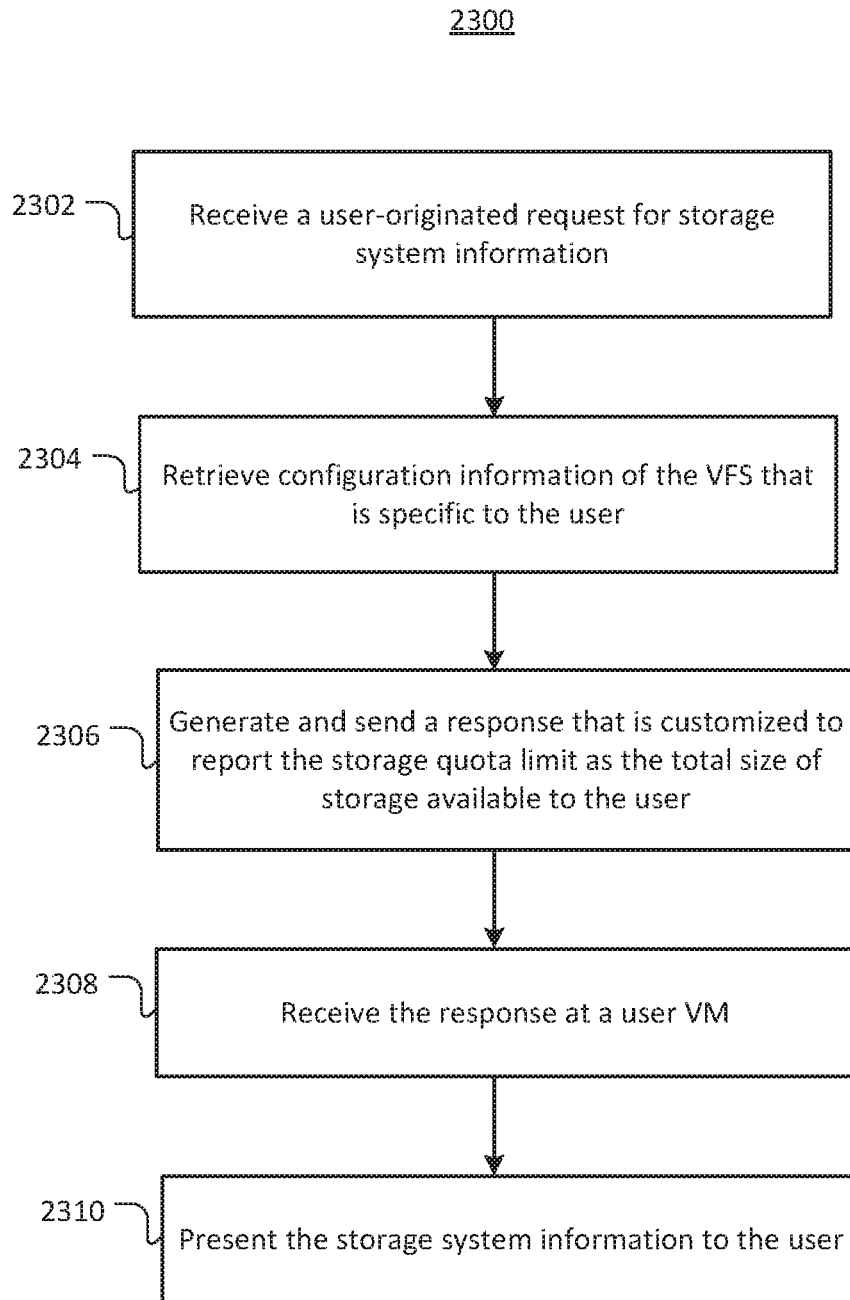 2300
2302
Receive a user-originated request for storage
system information
2304
Retrieve configuration information of the VFS that
is specific to the user
2306
Generate and send a response that is customized to
report the storage quota limit as the total size of
storage available to the user
2308
Receive the response at a user VM
2310
Present the storage system information to the user